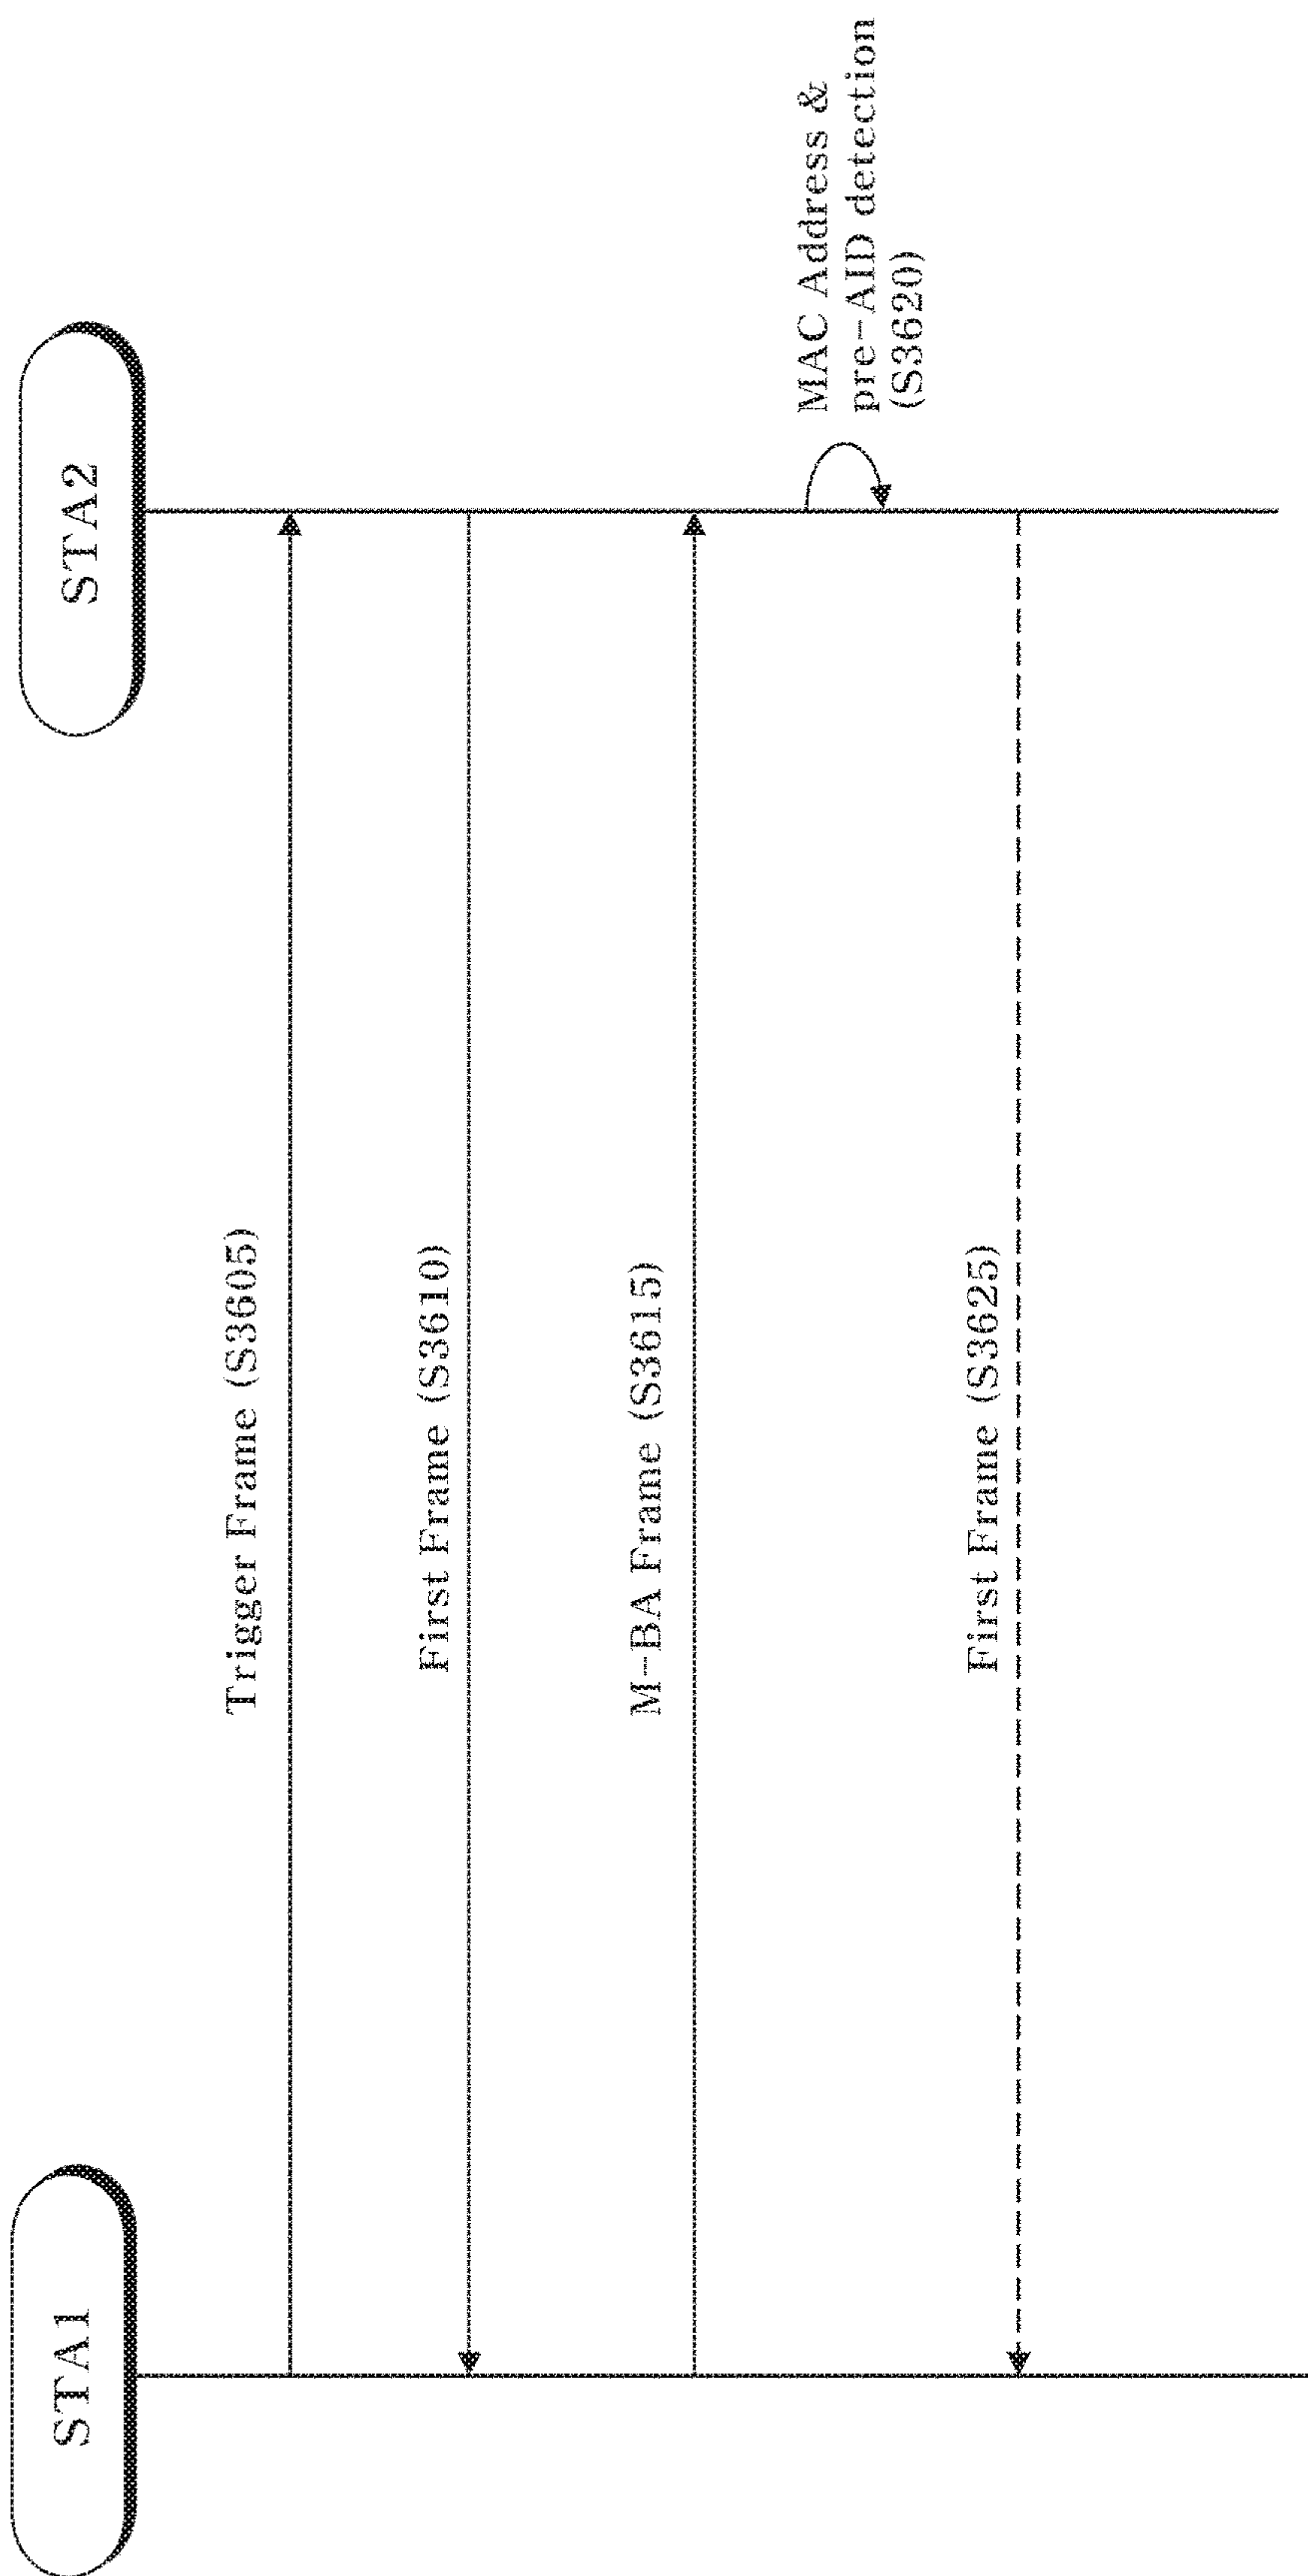 STA1
STA2
Trigger Frame (S3605)
First Frame (S3610)
M-BA Frame (S3615)
MAC Address &
pre-AID detection
(S3620)
First Frame (S3625)